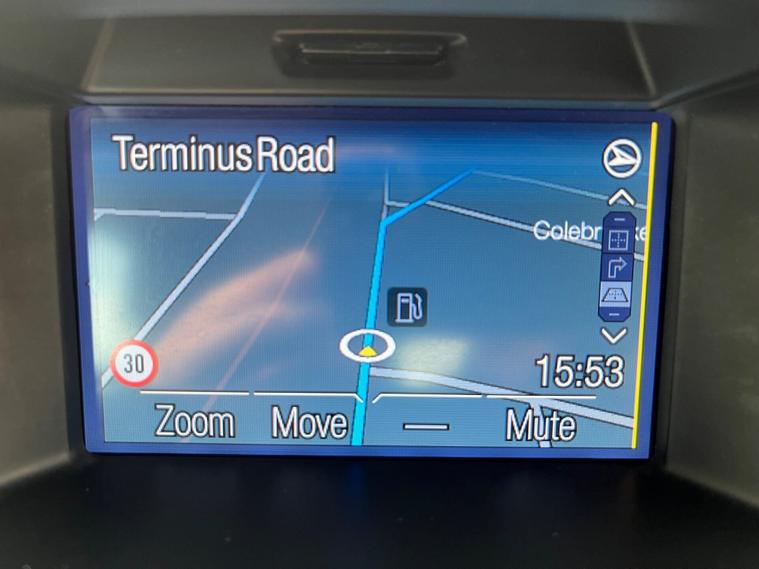 Terminus Road
30
15:53
Zoom Move — Mute